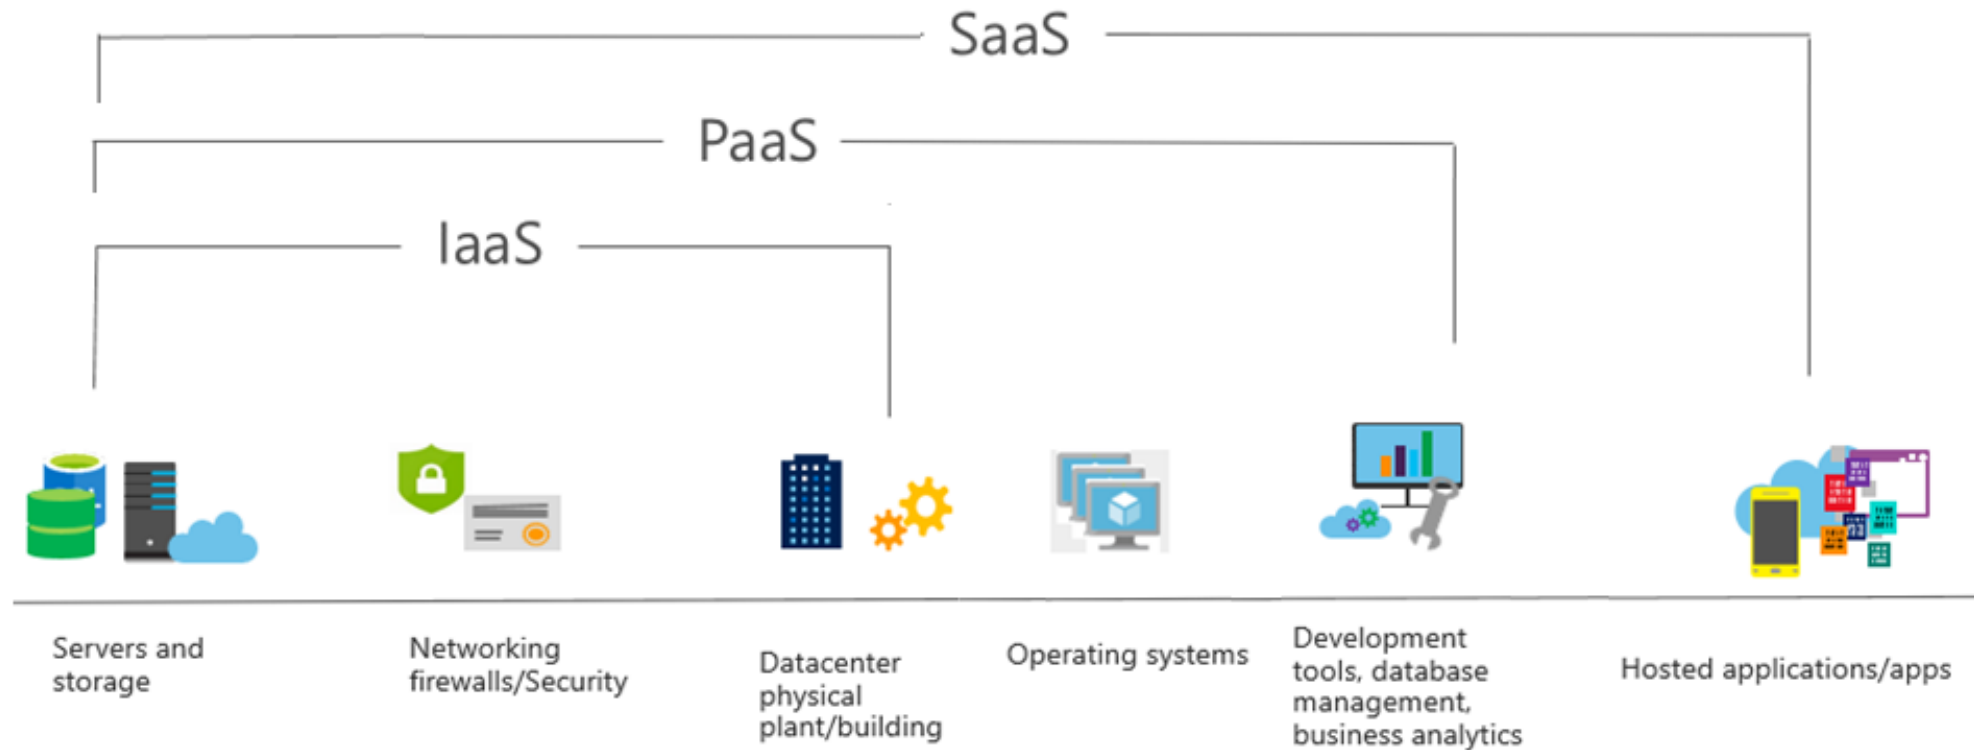 SaaS
PaaS
IaaS
Servers and
storage
Networking
firewalls/Security
Datacenter
physical
plant/building
Operating systems
Development
tools, database
management,
business analytics
Hosted applications/apps